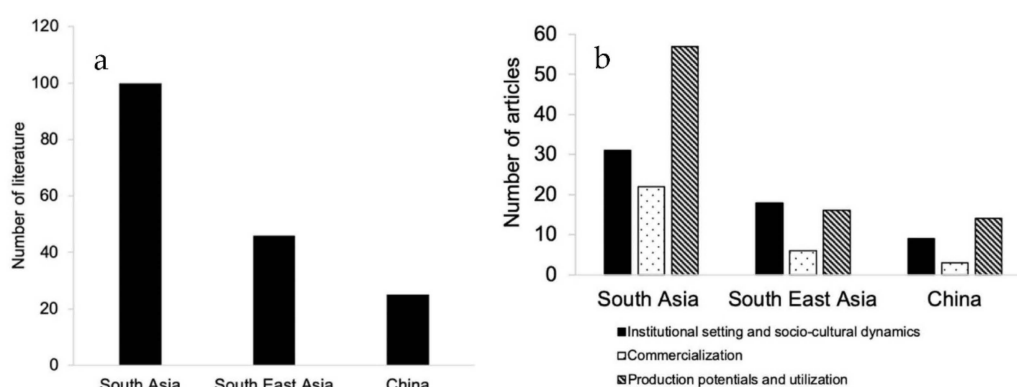 120
100
80
60
40
20
0
Number of literature
a
South Asia South East Asia China
60
50
40
30
20
10
0
Number of articles
b
South Asia South East Asia China
Institutional setting and socio-cultural dynamics
Commercialization
Production potentials and utilization